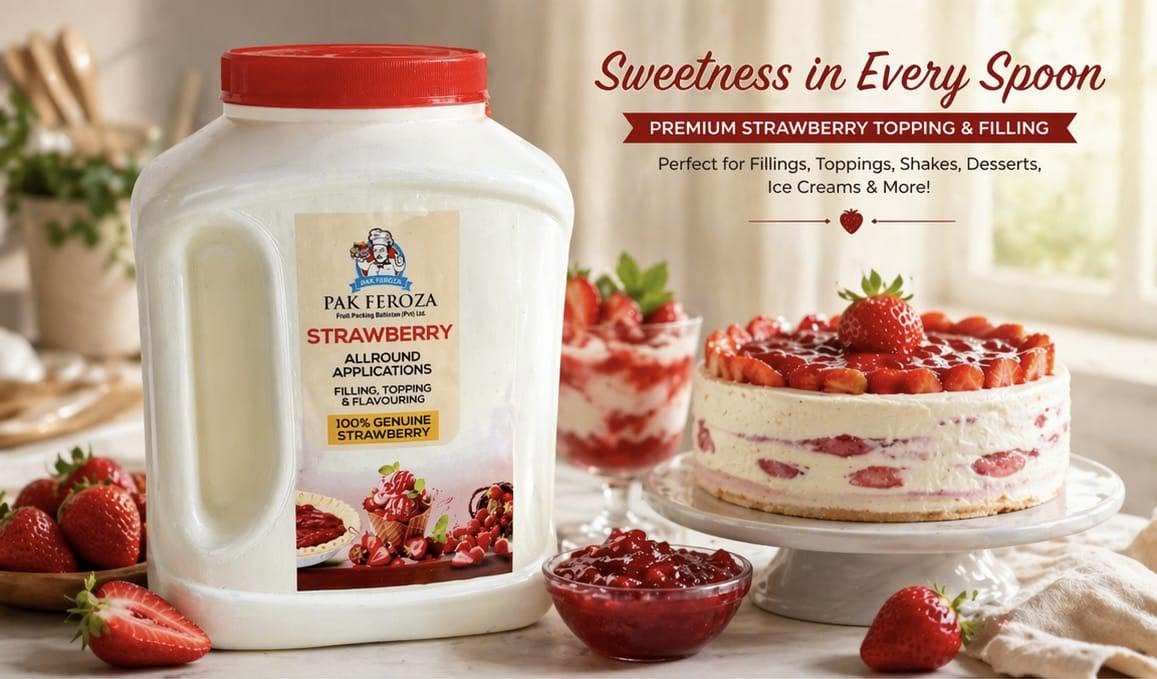 Sweetness in Every Spoon
PREMIUM STRAWBERRY TOPPING & FILLING
Perfect for Fillings, Toppings, Shakes, Desserts,
Ice Creams & More!
PAK FEROZA
PAK FEROZA
Fruit Packing Baltistan (Pvt) Ltd.
STRAWBERRY
ALLROUND
APPLICATIONS
FILLING, TOPPING
& FLAVOURING
100% GENUINE
STRAWBERRY